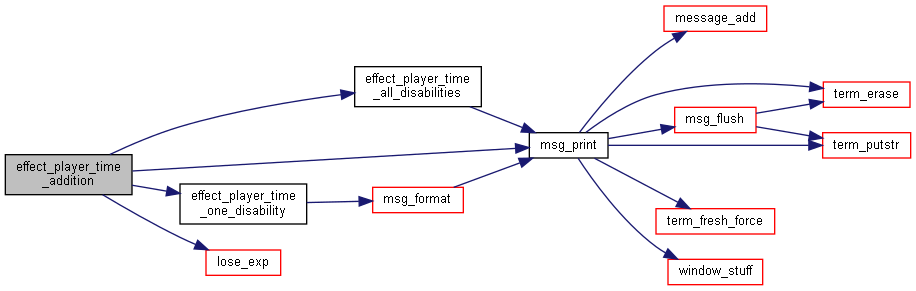 effect_player_time
_addition
effect_player_time
_all_disabilities
effect_player_time
_one_disability
lose_exp
msg_format
msg_print
message_add
msg_flush
term_erase
term_putstr
term_fresh_force
window_stuff